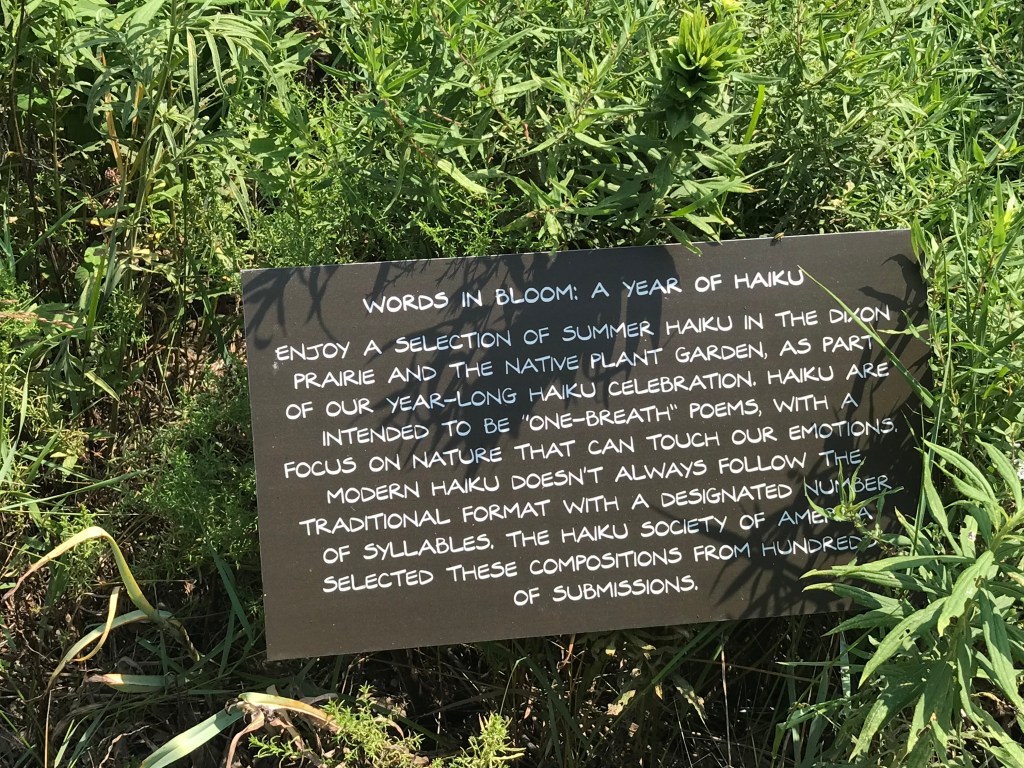 WORDS IN BLOOM: A YEAR OF HAIKU
ENJOY A SELECTION OF SUMMER HAIKU IN THE DIXON
PRAIRIE AND THE NATIVE PLANT GARDEN, AS PART
OF OUR YEAR-LONG HAIKU CELEBRATION. HAIKU ARE
INTENDED TO BE "ONE-BREATH" POEMS, WITH A
FOCUS ON NATURE THAT CAN TOUCH OUR EMOTIONS.
MODERN HAIKU DOESN'T ALWAYS FOLLOW THE
TRADITIONAL FORMAT WITH A DESIGNATED NUMBER
OF SYLLABLES. THE HAIKU SOCIETY OF AMERICA
SELECTED THESE COMPOSITIONS FROM HUNDREDS
OF SUBMISSIONS.